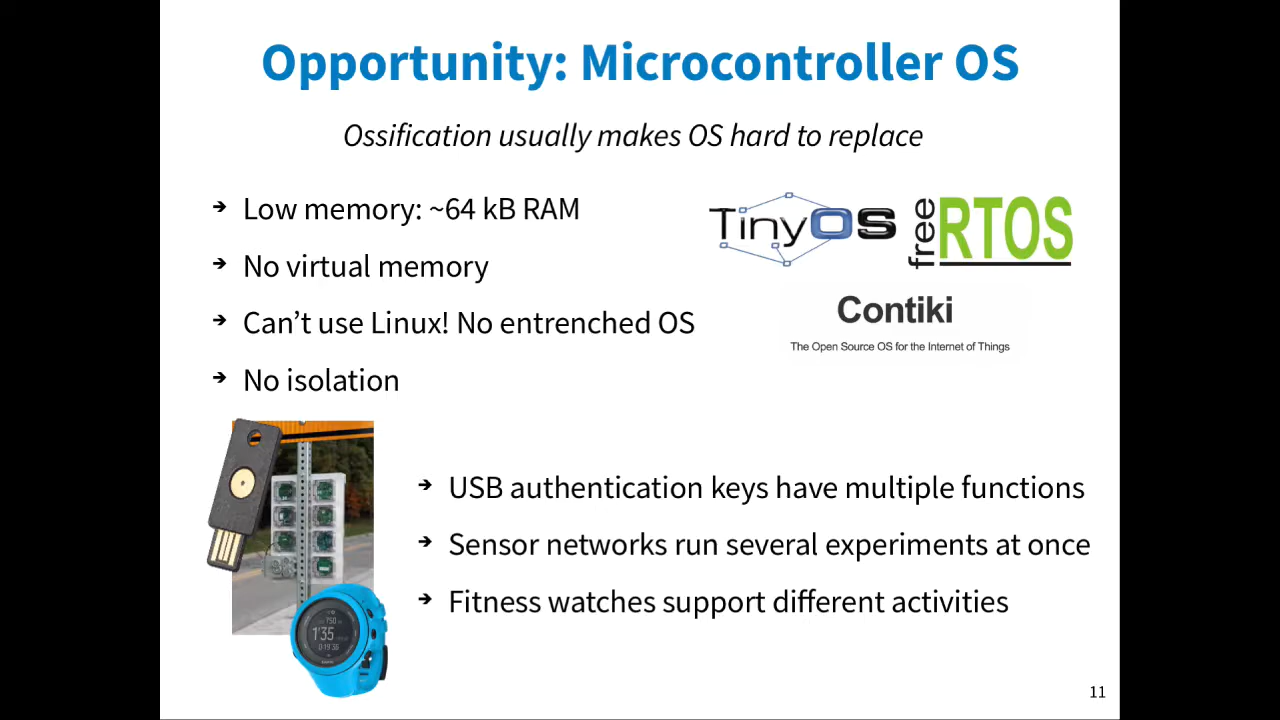 Opportunity: Microcontroller OS
Ossification usually makes OS hard to replace
➔ Low memory: ~64 kB RAM
➔ No virtual memory
➔ Can’t use Linux! No entrenched OS
➔ No isolation
TinyOS
freeRTOS
Contiki
The Open Source OS for the Internet of Things
➔ USB authentication keys have multiple functions
➔ Sensor networks run several experiments at once
➔ Fitness watches support different activities
750
1'35
11